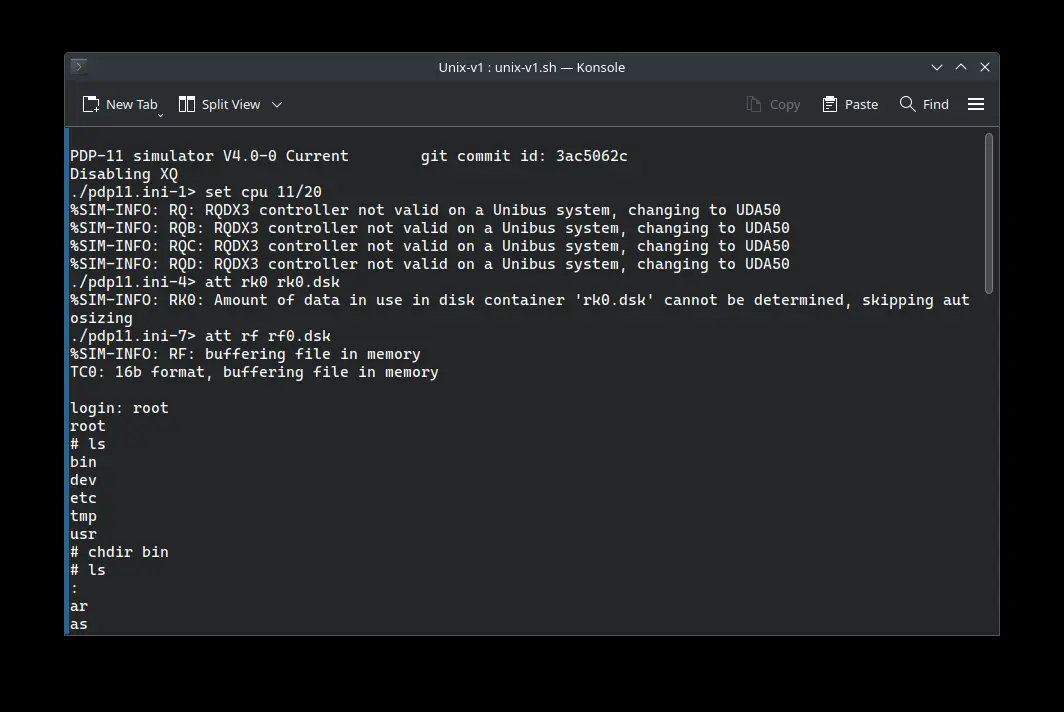 Unix-v1 : unix-v1.sh — Konsole
New Tab Split View Copy Paste Find
PDP-11 simulator V4.0-0 Current        git commit id: 3ac5062c
Disabling XQ
./pdp11.ini-1> set cpu 11/20
%SIM-INFO: RQ: RQDX3 controller not valid on a Unibus system, changing to UDA50
%SIM-INFO: RQB: RQDX3 controller not valid on a Unibus system, changing to UDA50
%SIM-INFO: RQC: RQDX3 controller not valid on a Unibus system, changing to UDA50
%SIM-INFO: RQD: RQDX3 controller not valid on a Unibus system, changing to UDA50
./pdp11.ini-4> att rk0 rk0.dsk
%SIM-INFO: RK0: Amount of data in use in disk container 'rk0.dsk' cannot be determined, skipping aut
osizing
./pdp11.ini-7> att rf rf0.dsk
%SIM-INFO: RF: buffering file in memory
TC0: 16b format, buffering file in memory
login: root
root
# ls
bin
dev
etc
tmp
usr
# chdir bin
# ls
:
ar
as